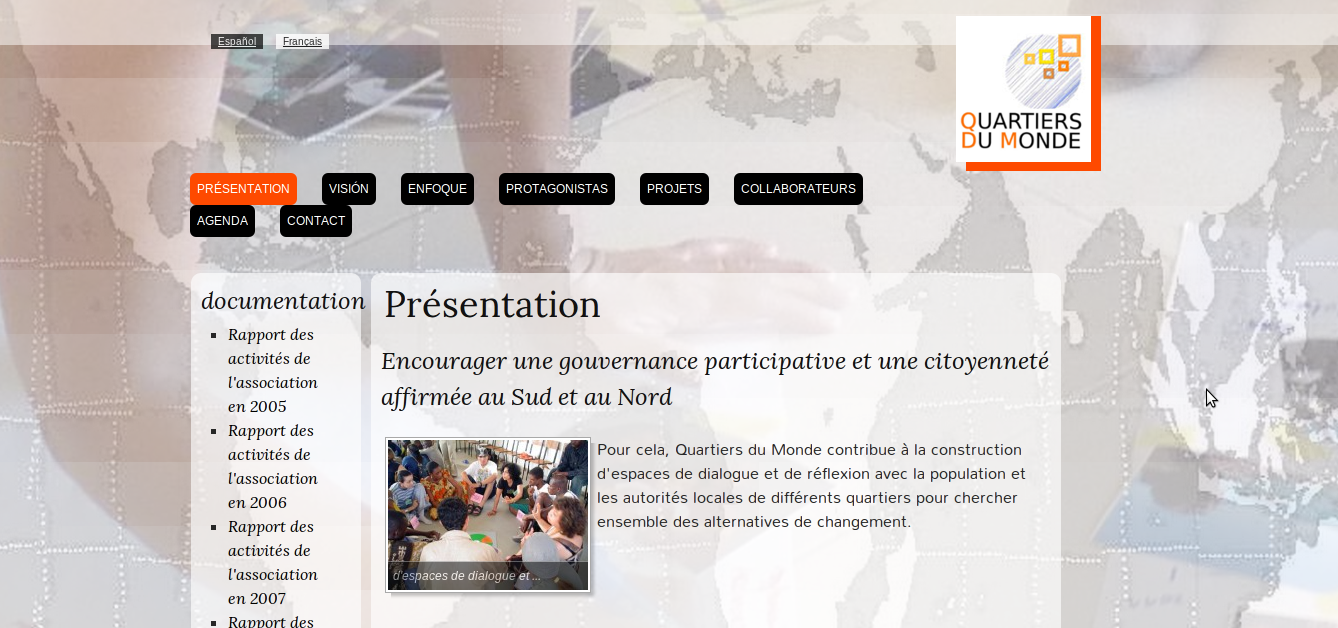 Español Français
QUARTIERS
DU MONDE
PRÉSENTATION VISIÓN ENFOQUE PROTAGONISTAS PROJETS COLLABORATEURS
AGENDA CONTACT
documentation
Rapport des
activités de
l'association
en 2005
Rapport des
activités de
l'association
en 2006
Rapport des
activités de
l'association
en 2007
Rapport des
Présentation
Encourager une gouvernance participative et une citoyenneté
affirmée au Sud et au Nord
d'espaces de dialogue et ...
Pour cela, Quartiers du Monde contribue à la construction
d'espaces de dialogue et de réflexion avec la population et
les autorités locales de différents quartiers pour chercher
ensemble des alternatives de changement.